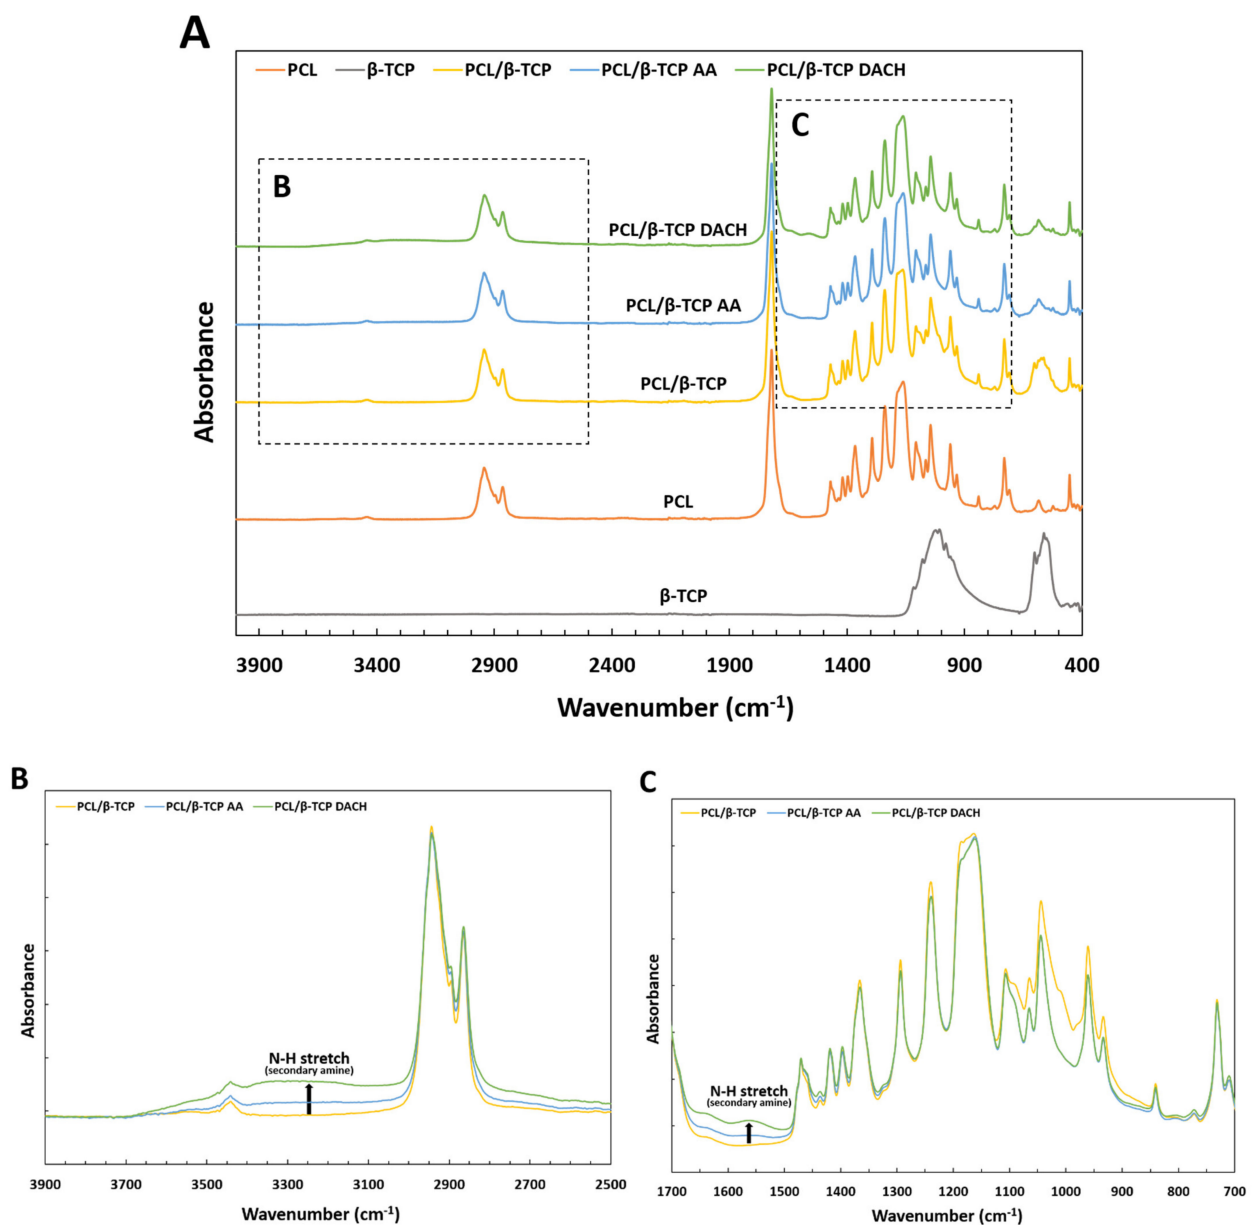 A
PCL β-TCP PCL/β-TCP PCL/β-TCP AA PCL/β-TCP DACH
B
C
PCL/β-TCP DACH
PCL/β-TCP AA
PCL/β-TCP
PCL
β-TCP
Absorbance
3900 3400 2900 2400 1900 1400 900 400
Wavenumber (cm-1)
B
PCL/β-TCP PCL/β-TCP AA PCL/β-TCP DACH
N-H stretch
(secondary amine)
Absorbance
3900 3700 3500 3300 3100 2900 2700 2500
Wavenumber (cm-1)
C
PCL/β-TCP PCL/β-TCP AA PCL/β-TCP DACH
N-H stretch
(secondary amine)
Absorbance
1700 1600 1500 1400 1300 1200 1100 1000 900 800 700
Wavenumber (cm-1)